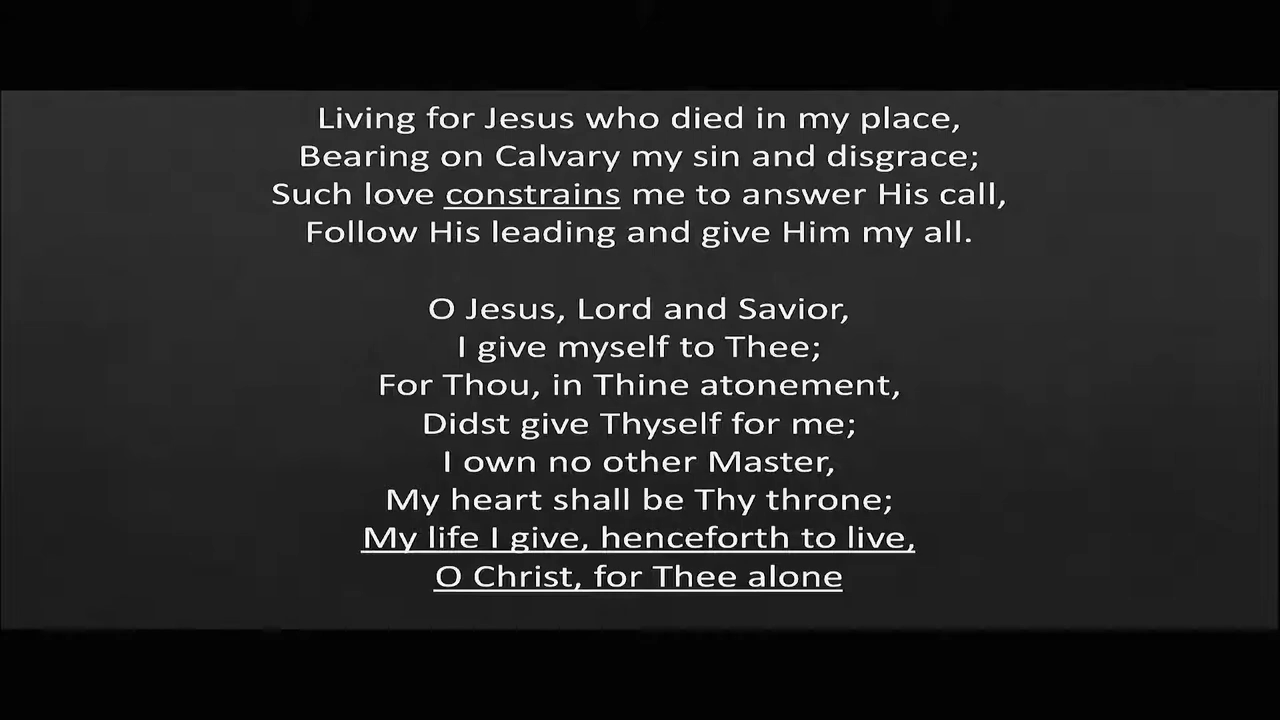 Living for Jesus who died in my place,
Bearing on Calvary my sin and disgrace;
Such love constrains me to answer His call,
Follow His leading and give Him my all.
O Jesus, Lord and Savior,
I give myself to Thee;
For Thou, in Thine atonement,
Didst give Thyself for me;
I own no other Master,
My heart shall be Thy throne;
My life I give, henceforth to live,
O Christ, for Thee alone